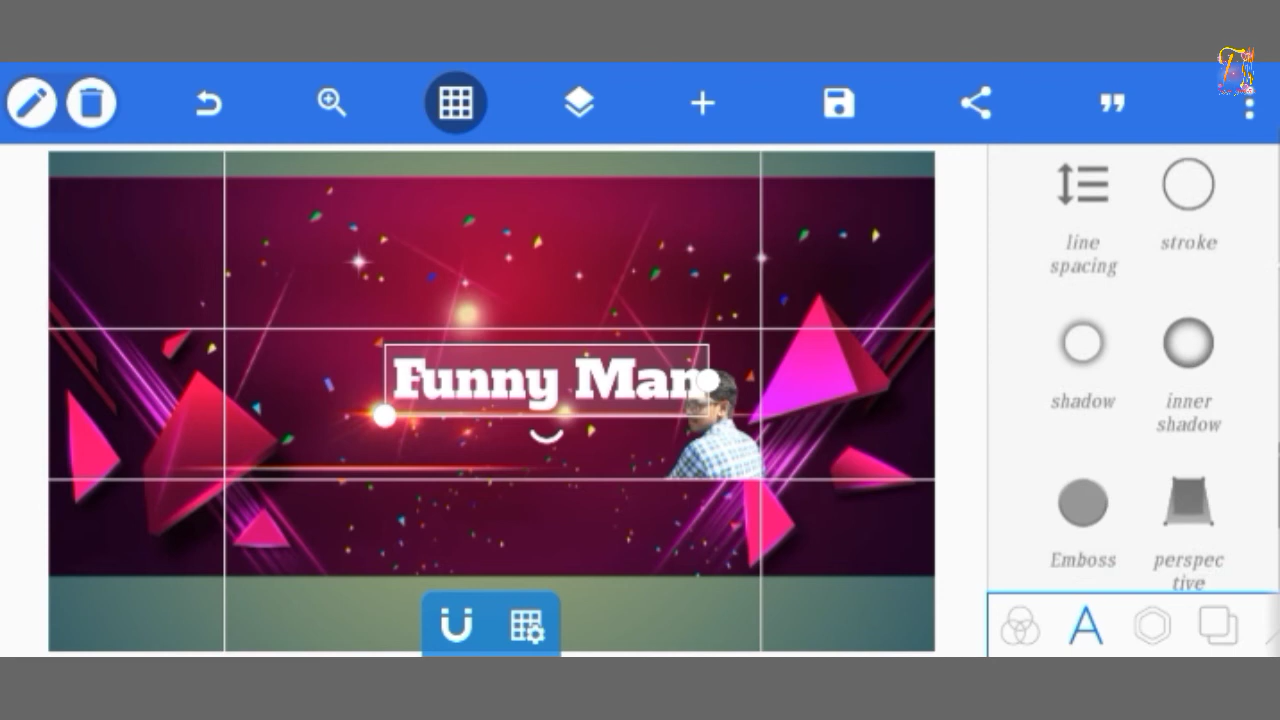 Funny Man
line
spacing
stroke
shadow
inner
shadow
Emboss
perspec
tive